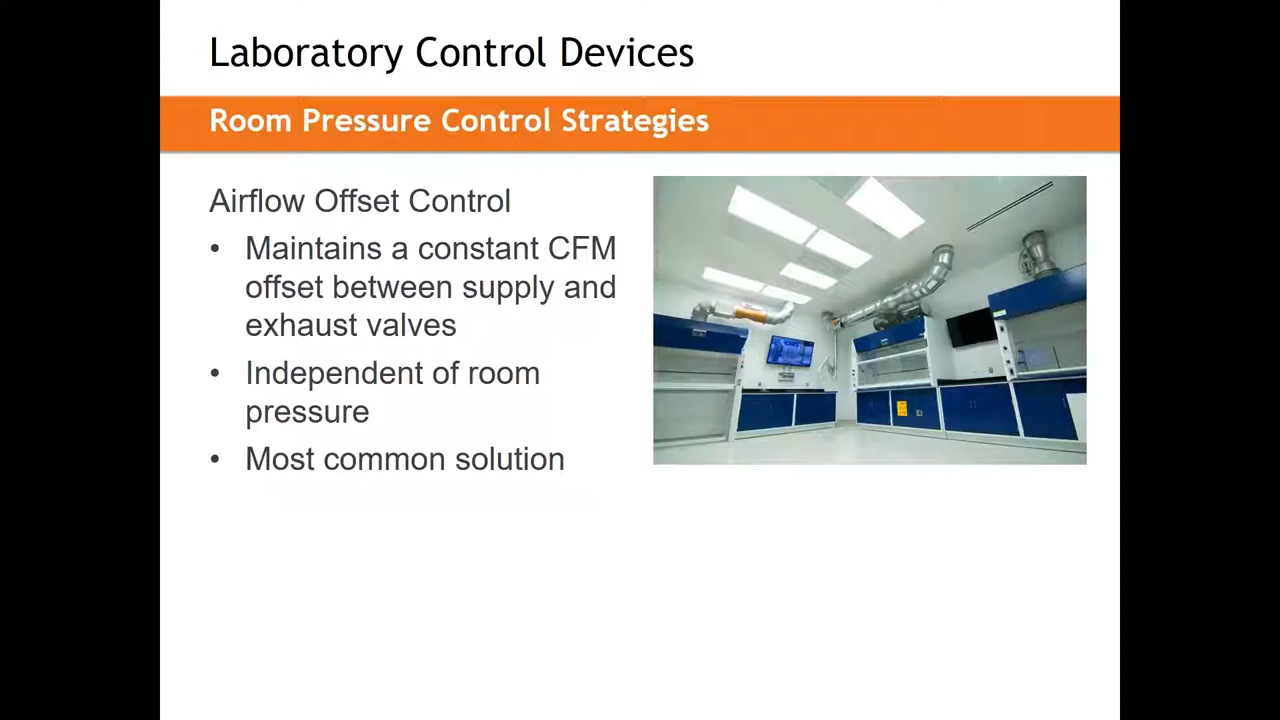 Laboratory Control Devices
Room Pressure Control Strategies
Airflow Offset Control
• Maintains a constant CFM
offset between supply and
exhaust valves
• Independent of room
pressure
• Most common solution